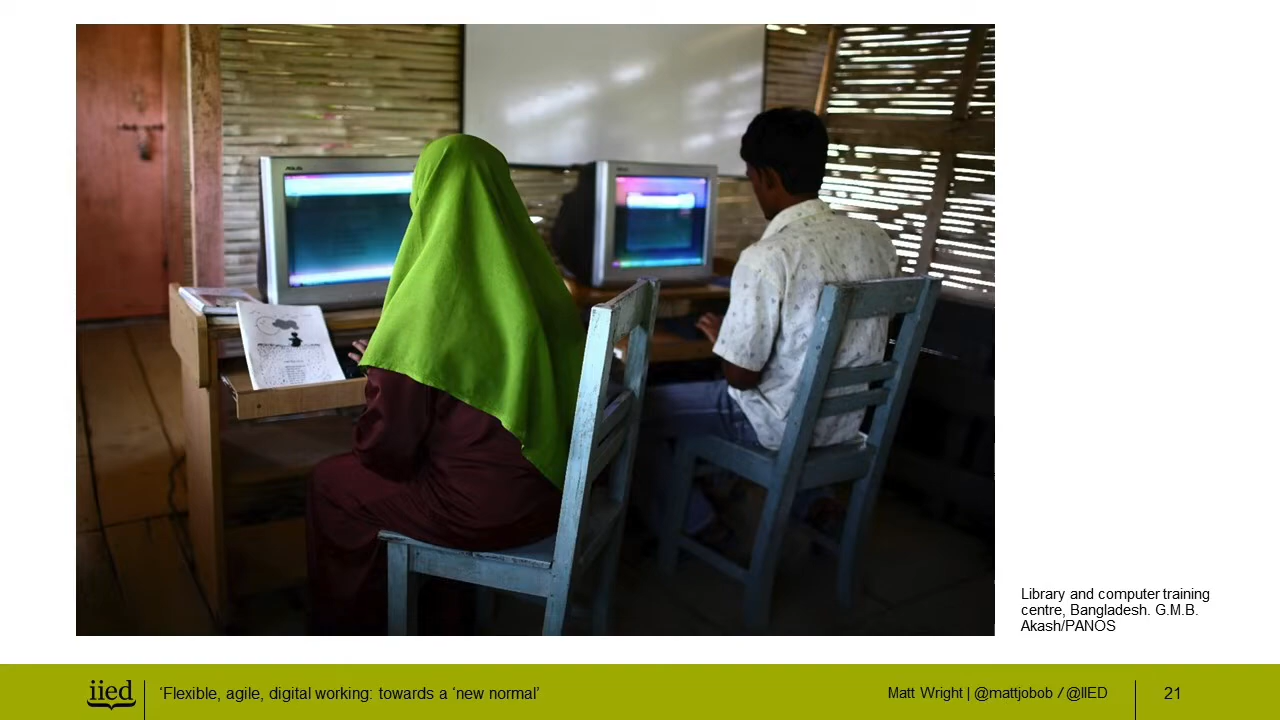 Library and computer training
centre, Bangladesh. G.M.B.
Akash/PANOS
iied
‘Flexible, agile, digital working: towards a ‘new normal’
Matt Wright | @mattjobob / @IIED
21